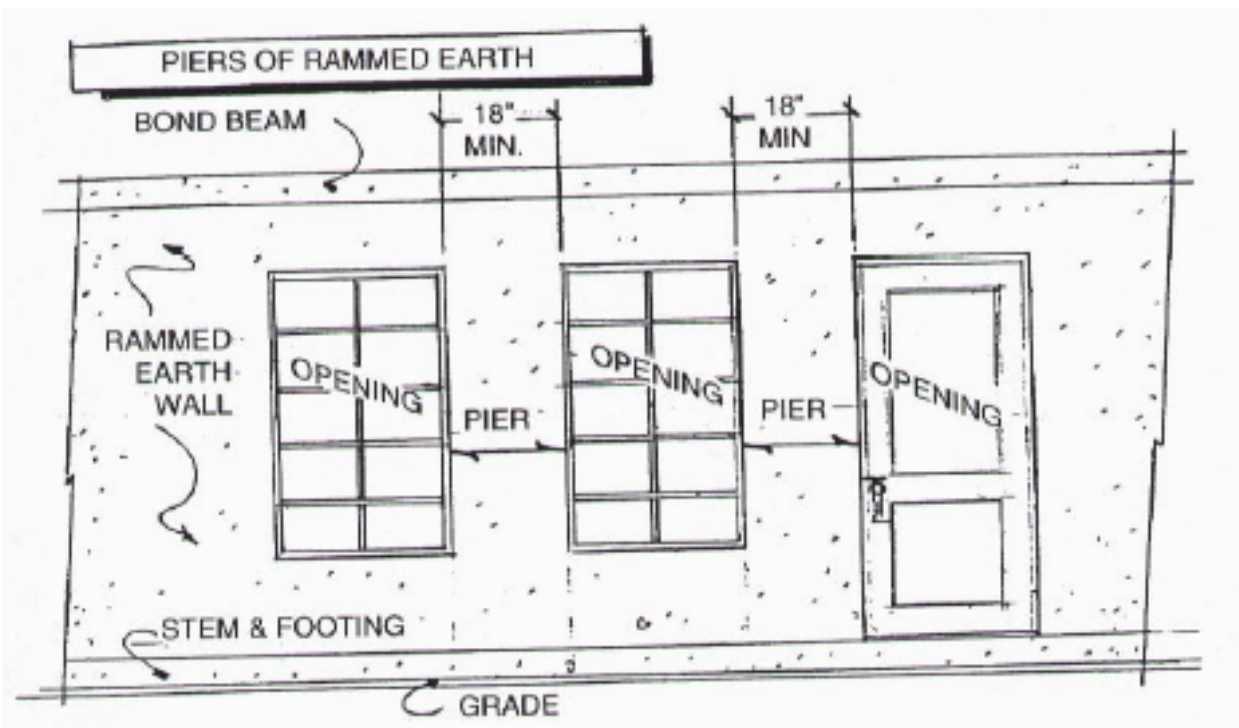 PIERS OF RAMMED EARTH
BOND BEAM
18"
MIN.
18"
MIN
RAMMED
EARTH
WALL
OPENING
PIER
OPENING
PIER
OPENING
STEM & FOOTING
GRADE